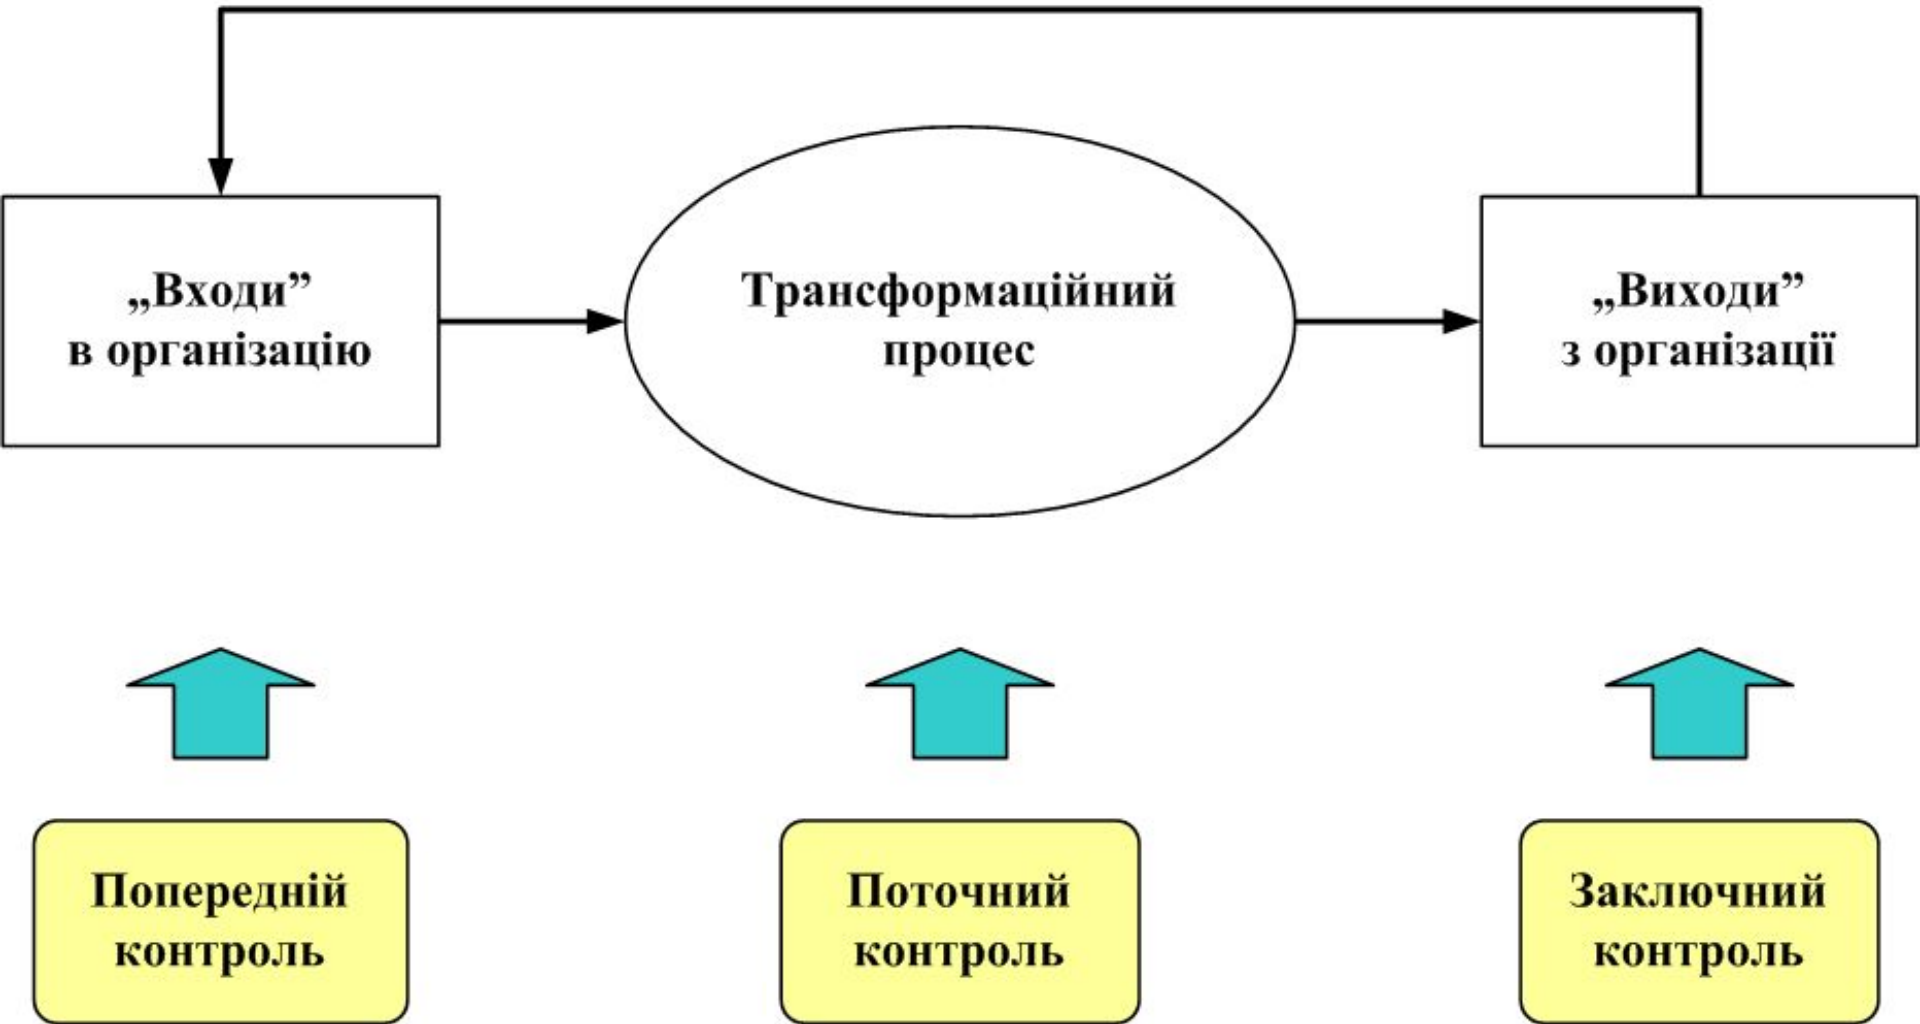 „Входи”
в організацію
Трансформаційний
процес
„Виходи”
з організації
Попередній
контроль
Поточний
контроль
Заключний
контроль